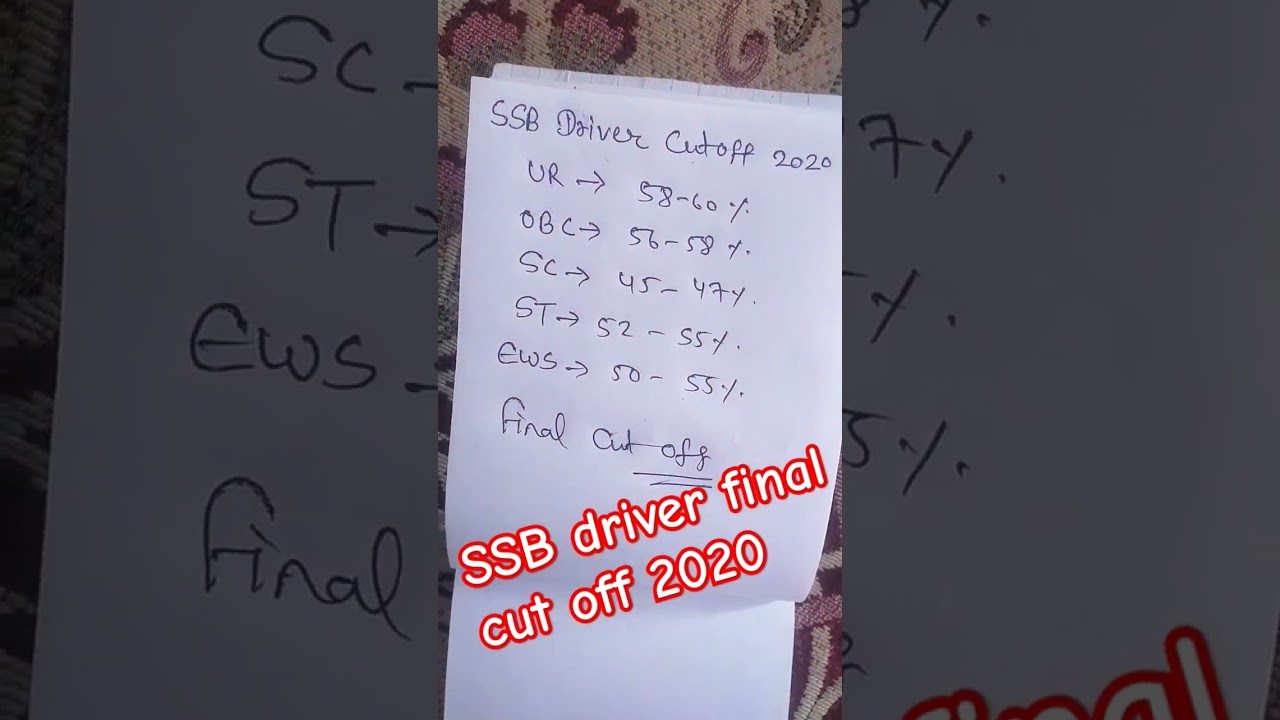 SSB Driver Cutoff 2020
UR → 58-60 %.
OBC → 56-58 %.
SC → 45-47%.
ST → 52-55%.
EWS → 50-55%.
Final Cut off
SSB driver final
cut off 2020